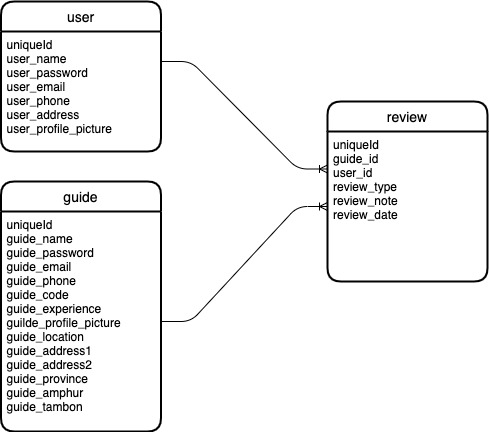 user
uniqueId
user_name
user_password
user_email
user_phone
user_address
user_profile_picture
guide
uniqueId
guide_name
guide_password
guide_email
guide_phone
guide_code
guide_experience
guilde_profile_picture
guide_location
guide_address1
guide_address2
guide_province
guide_amphur
guide_tambon
review
uniqueId
guide_id
user_id
review_type
review_note
review_date